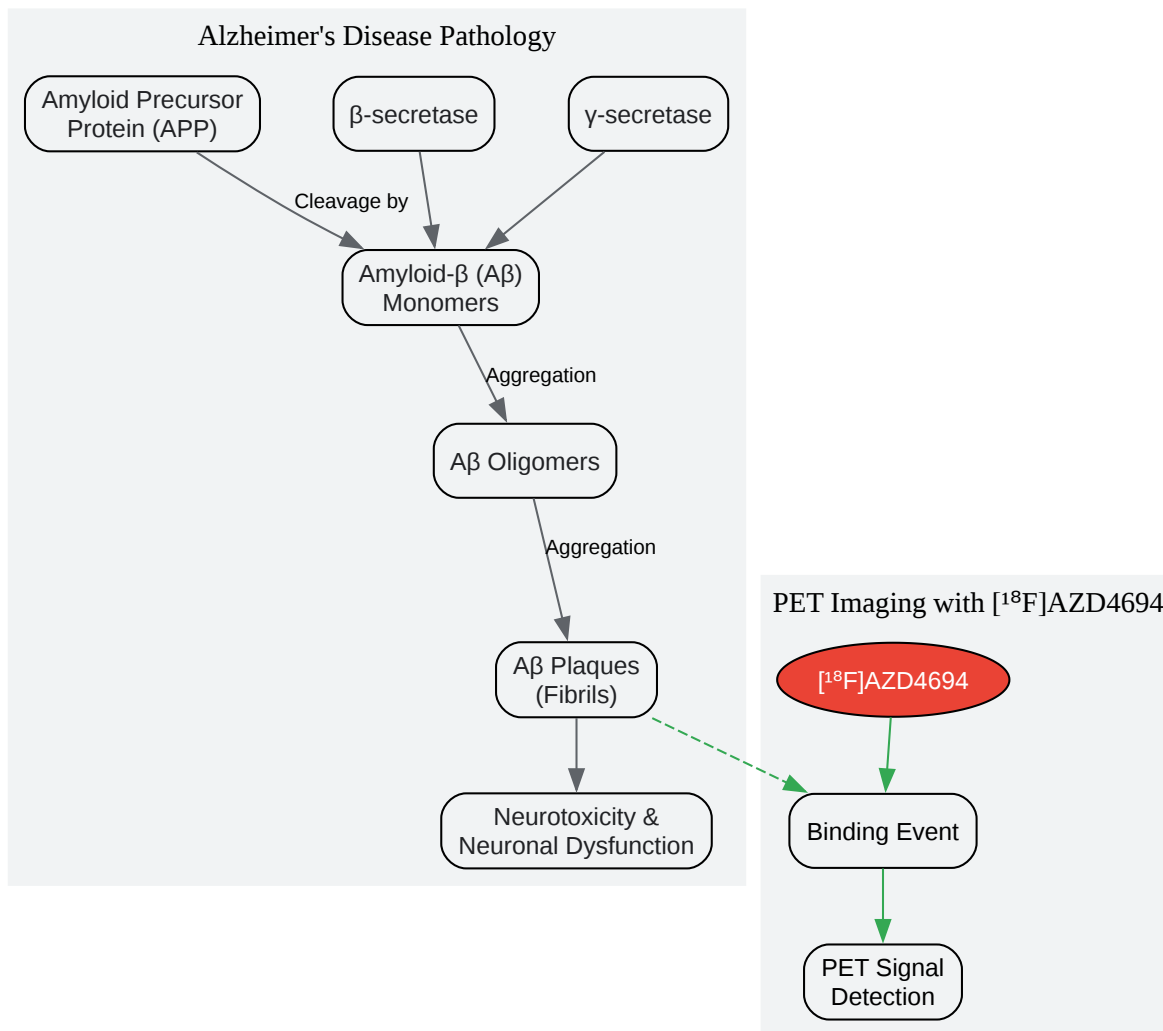 Alzheimer's Disease Pathology
Amyloid Precursor
Protein (APP)
β-secretase
γ-secretase
Cleavage by
Amyloid-β (Aβ)
Monomers
Aggregation
Aβ Oligomers
Aggregation
PET Imaging with [¹⁸F]AZD4694
Aβ Plaques
(Fibrils)
[¹⁸F]AZD4694
Neurotoxicity &
Neuronal Dysfunction
Binding Event
PET Signal
Detection